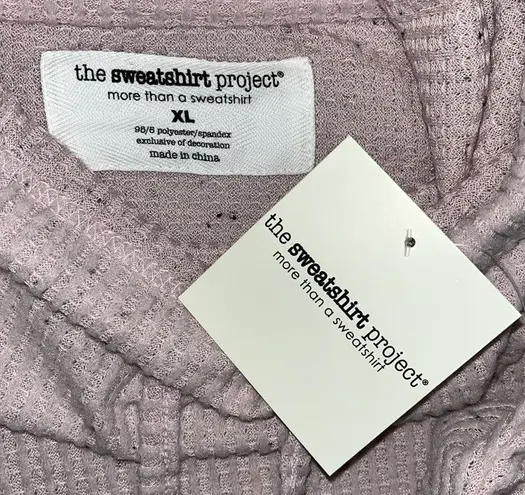 the sweatshirt project®
more than a sweatshirt
XL
95/5 polyester/spandex
exclusive of decoration
made in china
the sweatshirt project®
more than a sweatshirt